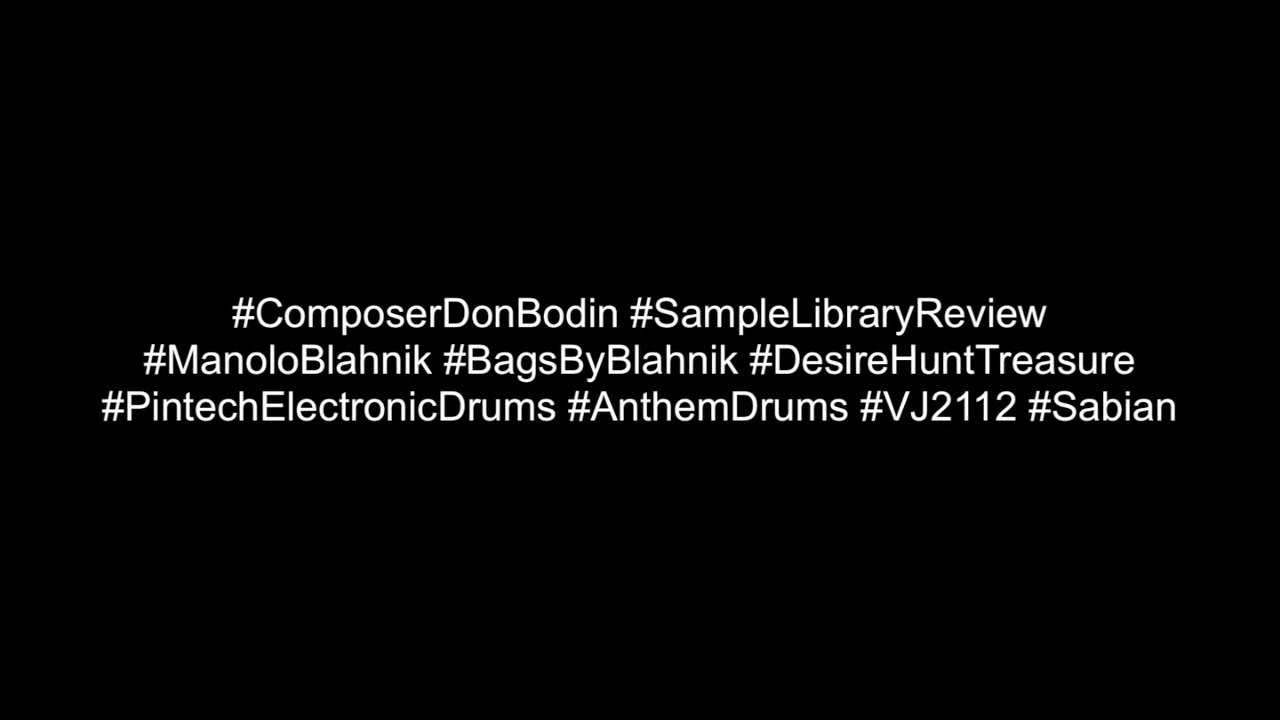 #ComposerDonBodin #SampleLibraryReview
#ManoloBlahnik #BagsByBlahnik #DesireHuntTreasure
#PintechElectronicDrums #AnthemDrums #VJ2112 #Sabian